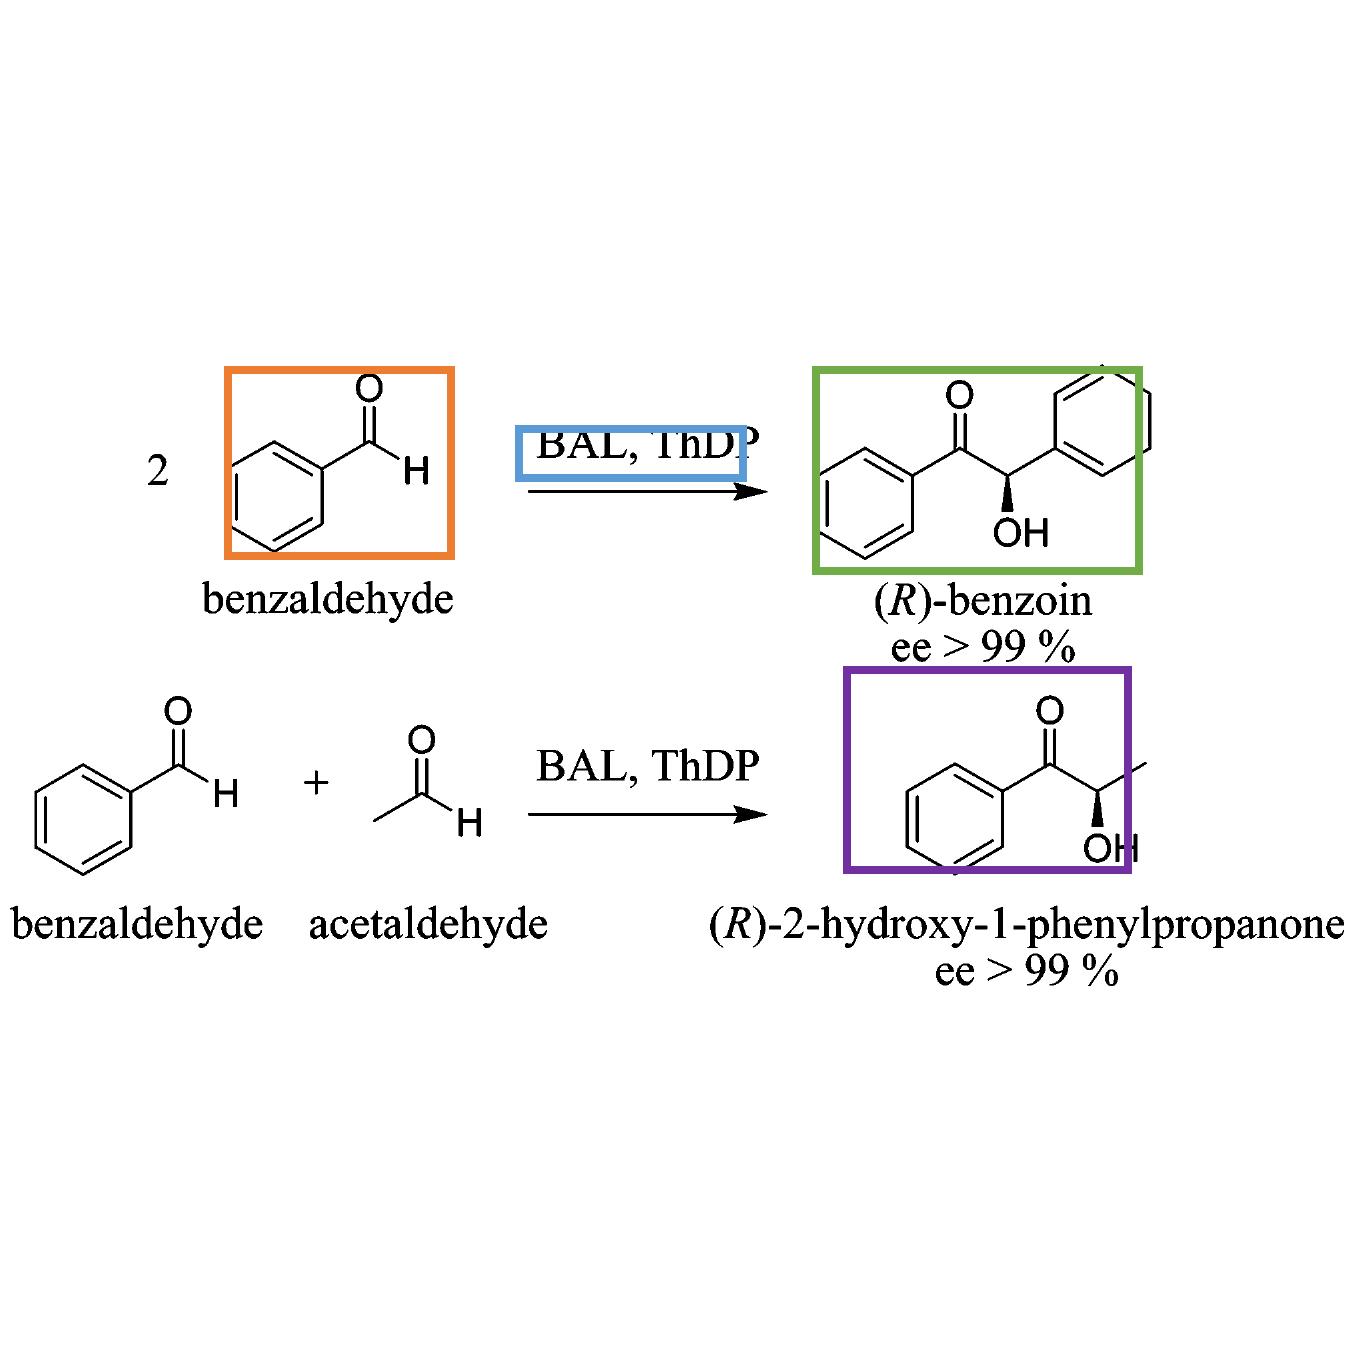 O
H
2
BAL, ThDP
benzaldehyde
O
OH
(R)-benzoin
ee > 99 %
O
H
+
O
H
BAL, ThDP
O
OH
benzaldehyde
acetaldehyde
(R)-2-hydroxy-1-phenylpropanone
ee > 99 %